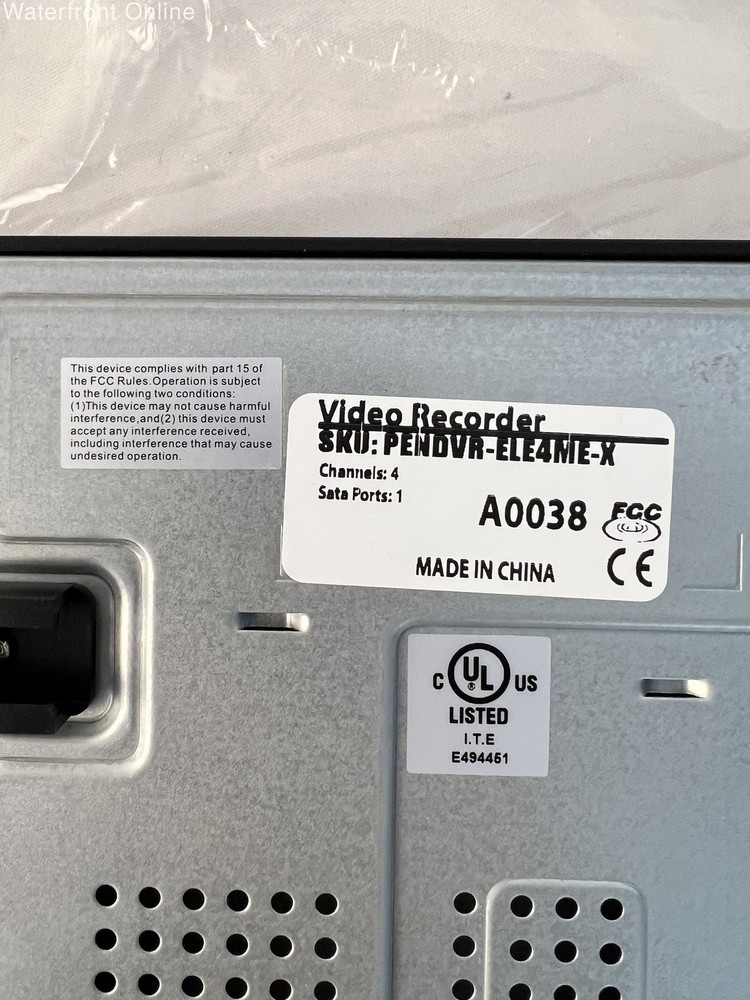 Waterfront Online
This device complies with part 15 of
the FCC Rules.Operation is subject
to the following two conditions:
(1)This device may not cause harmful
interference,and(2) this device must
accept any interference received,
including interference that may cause
undesired operation.
Video Recorder
SKU: PENDVR-ELE4ME-X
Channels: 4
Sata Ports: 1
A0038
FCC
CE
MADE IN CHINA
C UL ® US
LISTED
I.T.E
E494451